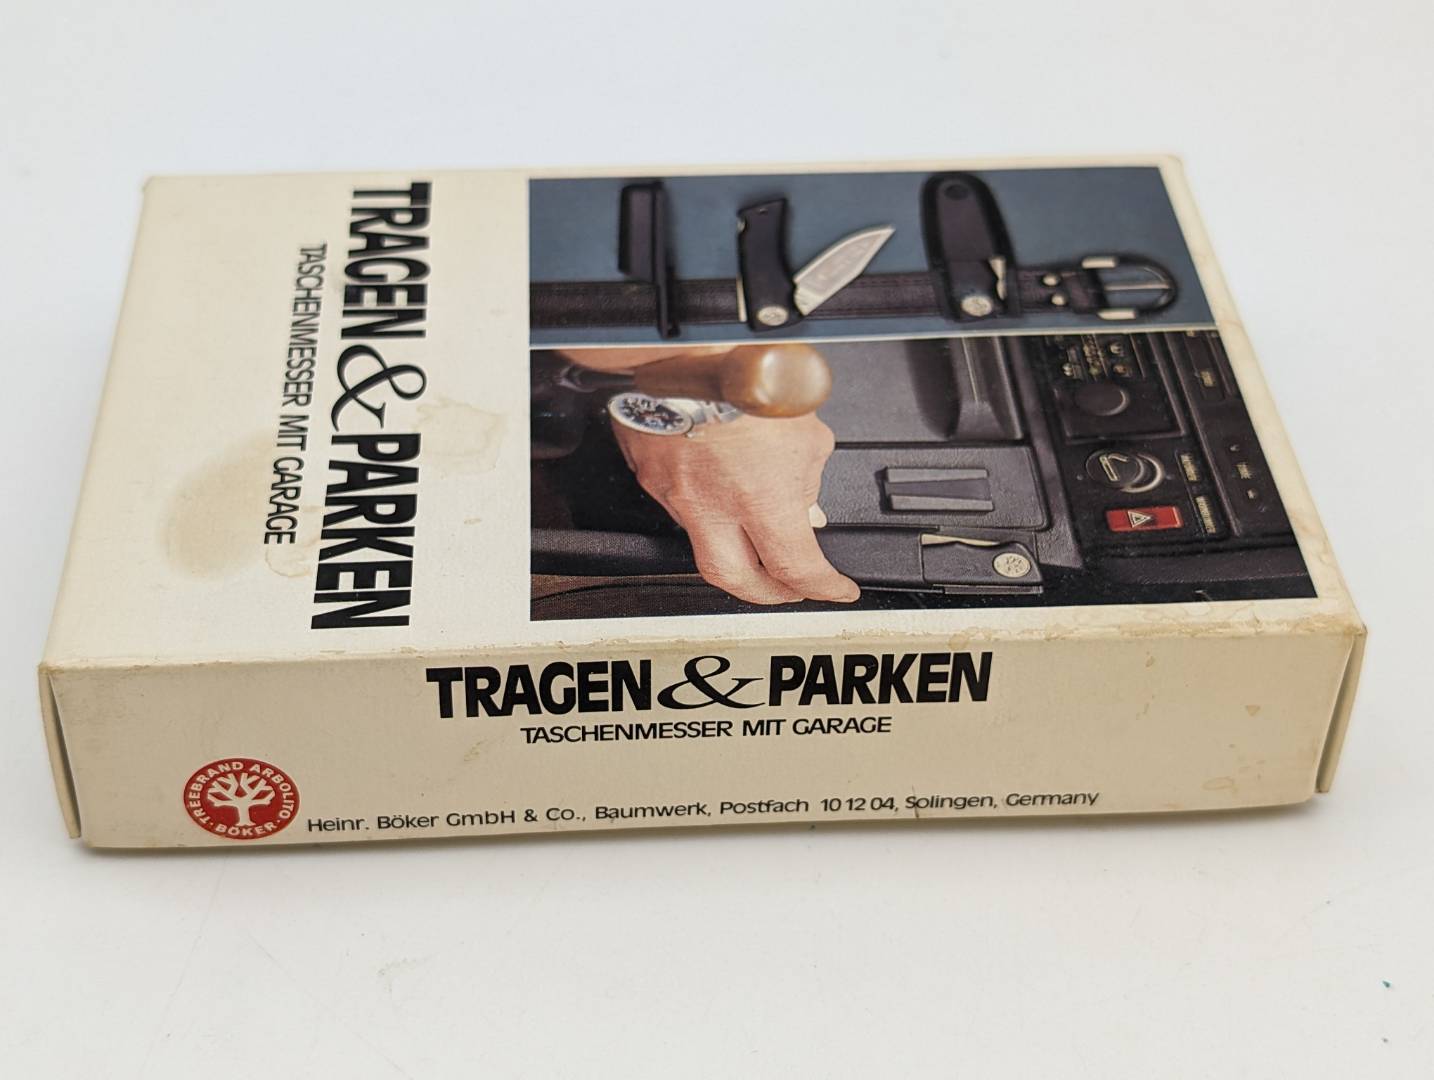 TRAGEN & PARKEN
TASCHENMESSER MIT GARAGE
TRAGEN & PARKEN
TASCHENMESSER MIT GARAGE
TREEBRAND ARBOLITO
· BÖKER ·
Heinr. Böker GmbH & Co., Baumwerk, Postfach 10 12 04, Solingen, Germany